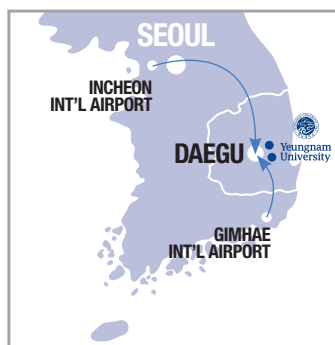 SEOUL
INCHEON
INT'L AIRPORT
DAEGU
Yeungnam
University
GIMHAE
INT'L AIRPORT